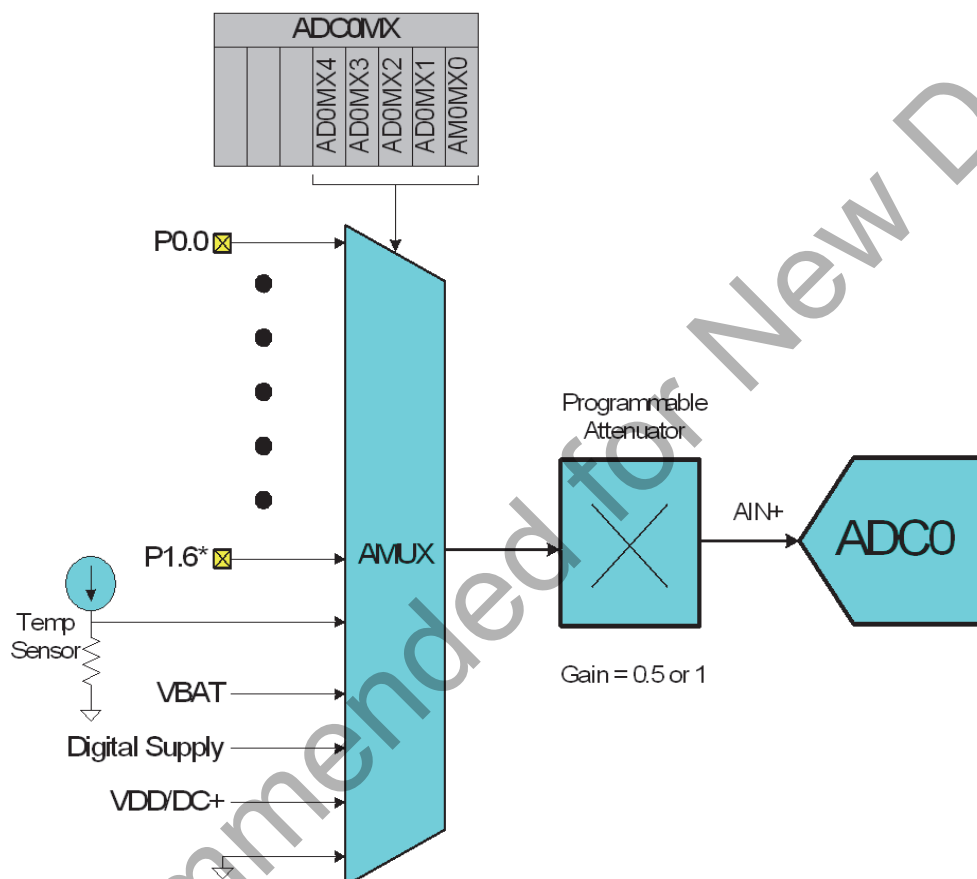 ADC0MX
AD0MX4
AD0MX3
AD0MX2
AD0MX1
AM0MX0
P0.0
Programmable
Attenuator
AIN+
ADC0
P1.6*
AMUX
Temp
Sensor
Gain = 0.5 or 1
VBAT
Digital Supply
VDD/DC+
mmended for New D